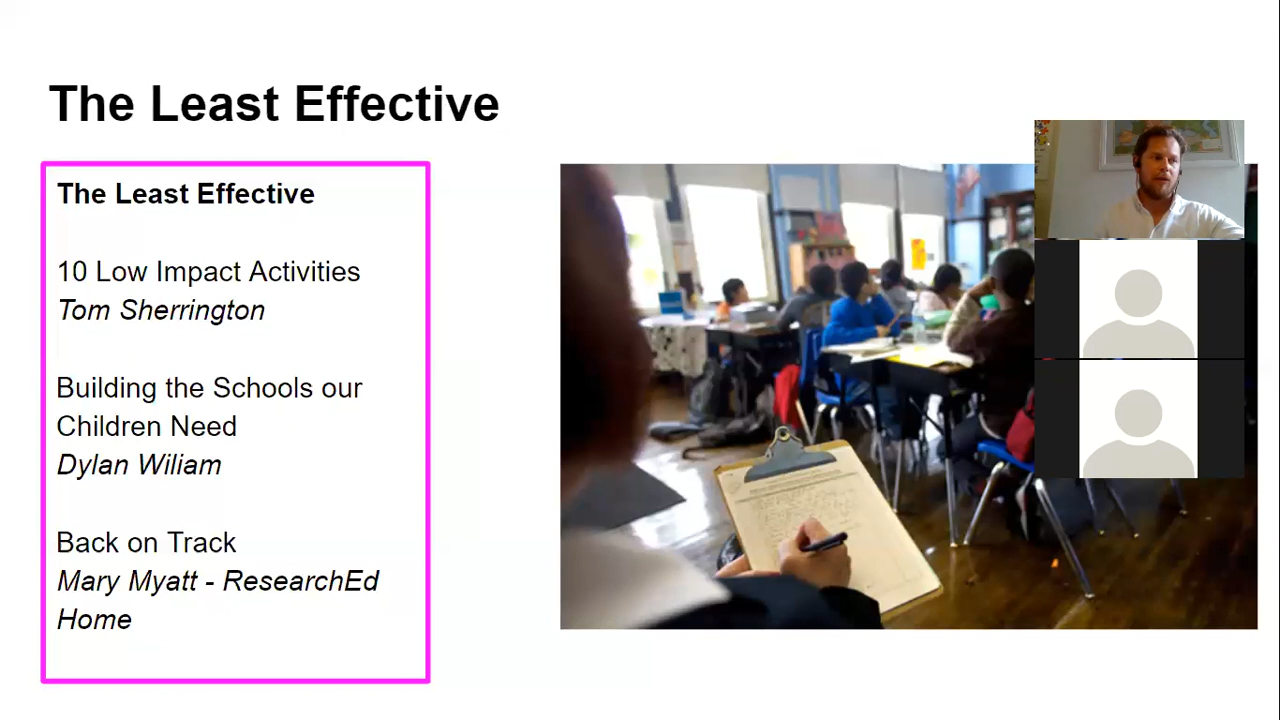 The Least Effective
The Least Effective
10 Low Impact Activities
Tom Sherrington
Building the Schools our
Children Need
Dylan Wiliam
Back on Track
Mary Myatt - ResearchEd
Home